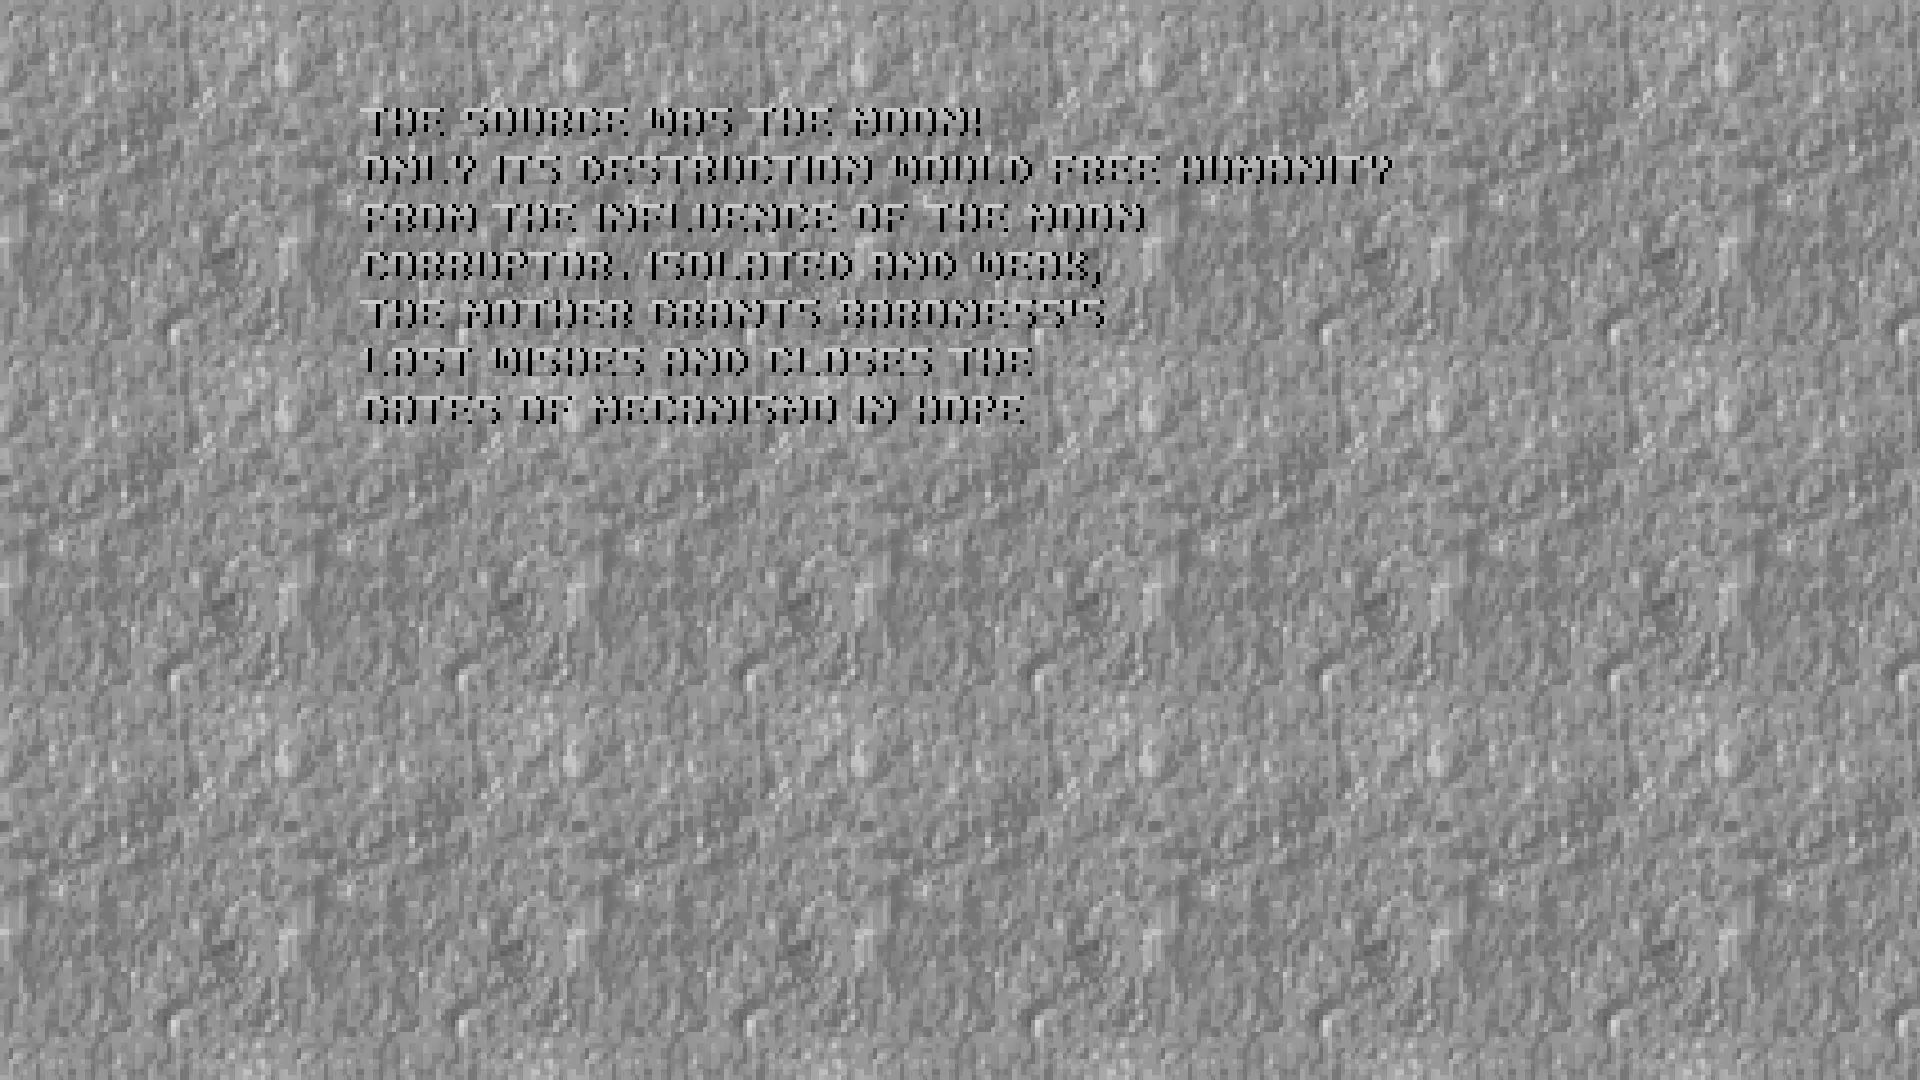 THE SOURCE WAS THE MOON!
ONLY ITS DESTRUCTION WOULD FREE HUMANITY
FROM THE INFLUENCE OF THE MOON
CORRUPTOR. ISOLATED AND WEAK,
THE MOTHER GRANTS BARONESS'S
LAST WISHES AND CLOSES THE
GATES OF MECHANISMO IN HOPE